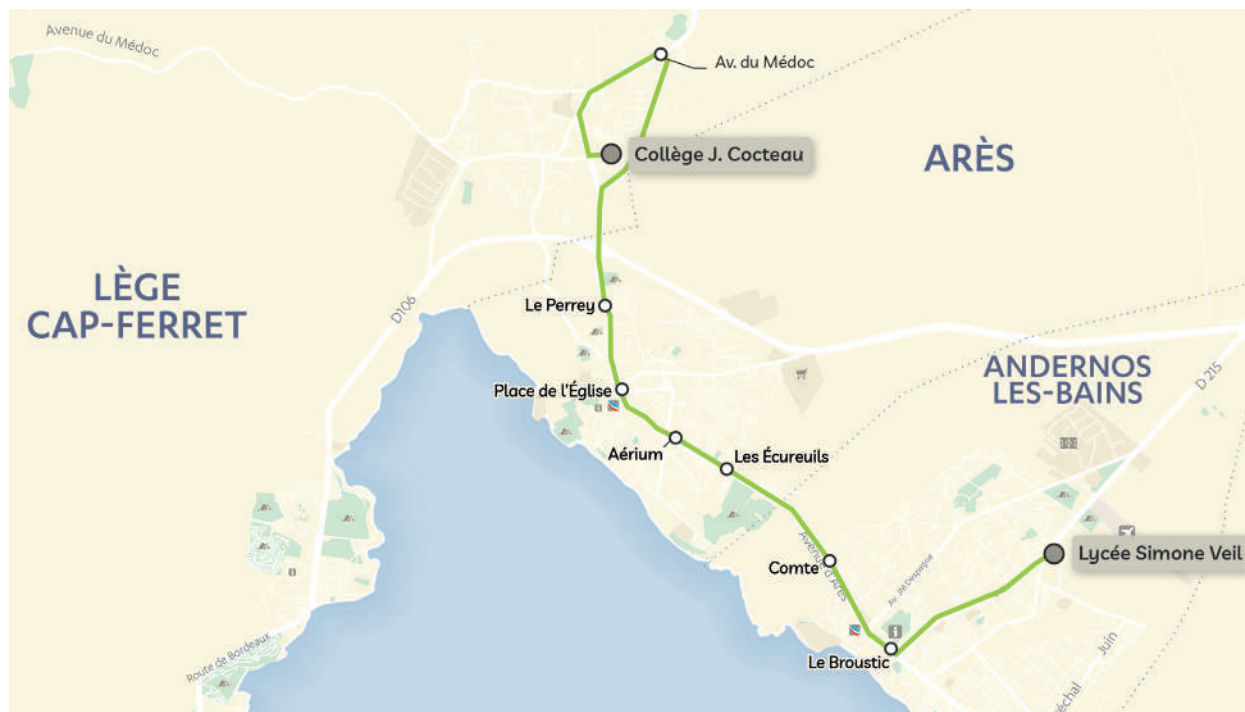 Avenue du Médoc
Av. du Médoc
Collège J. Cocteau
ARÈS
LÈGE
CAP-FERRET
D106
Le Perrey
ANDERNOS
LES-BAINS
D 215
Place de l'Église
Aérium
Les Écureuils
Avenue d'Arès
Comte
Av. JM Despagne
Lycée Simone Veil
Route de Bordeaux
Le Broustic
Juin